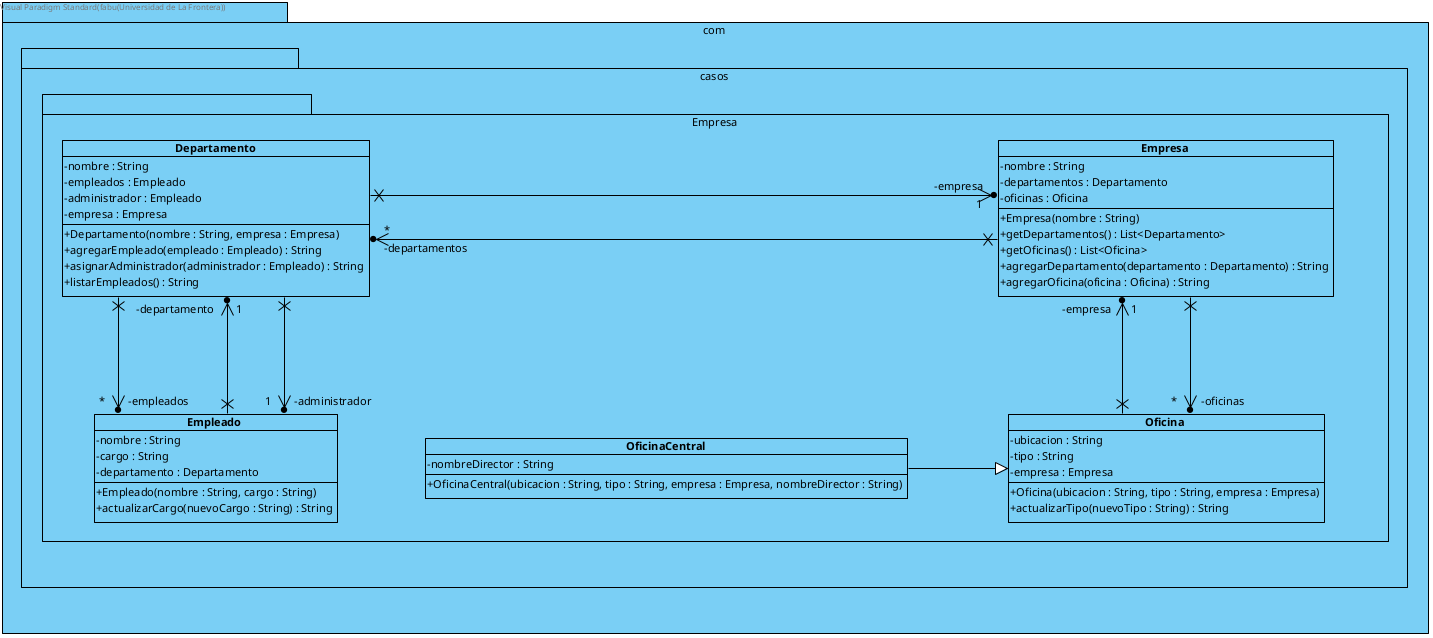 Visual Paradigm Standard(fabu(Universidad de La Frontera))
com
casos
Empresa
Departamento
-nombre : String
-empleados : Empleado
-administrador : Empleado
-empresa : Empresa
+Departamento(nombre : String, empresa : Empresa)
+agregarEmpleado(empleado : Empleado) : String
+asignarAdministrador(administrador : Empleado) : String
+listarEmpleados() : String
-empresa
1
*
-departamentos
Empresa
-nombre : String
-departamentos : Departamento
-oficinas : Oficina
+Empresa(nombre : String)
+getDepartamentos() : List<Departamento>
+getOficinas() : List<Oficina>
+agregarDepartamento(departamento : Departamento) : String
+agregarOficina(oficina : Oficina) : String
-departamento 1
-empresa 1
* -empleados
1 -administrador
* -oficinas
Empleado
-nombre : String
-cargo : String
-departamento : Departamento
+Empleado(nombre : String, cargo : String)
+actualizarCargo(nuevoCargo : String) : String
OficinaCentral
-nombreDirector : String
+OficinaCentral(ubicacion : String, tipo : String, empresa : Empresa, nombreDirector : String)
Oficina
-ubicacion : String
-tipo : String
-empresa : Empresa
+Oficina(ubicacion : String, tipo : String, empresa : Empresa)
+actualizarTipo(nuevoTipo : String) : String